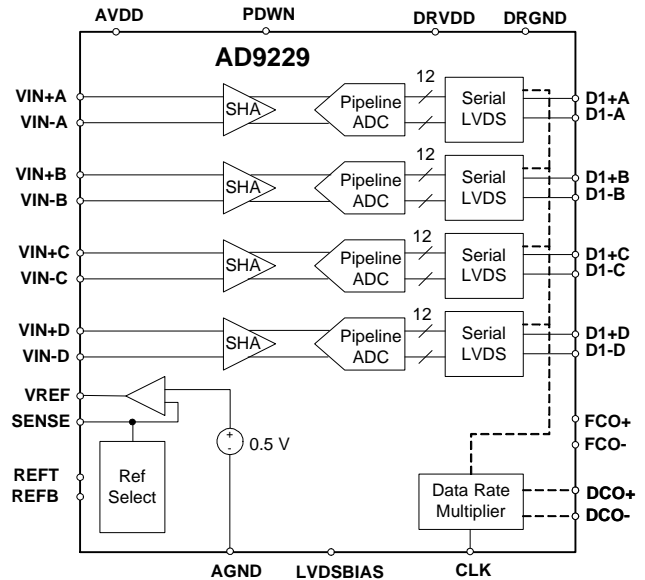 AVDD PDWN DRVDD DRGND
AD9229
VIN+A
VIN-A
SHA
Pipeline
ADC
12
Serial
LVDS
D1+A
D1-A
VIN+B
VIN-B
SHA
Pipeline
ADC
12
Serial
LVDS
D1+B
D1-B
VIN+C
VIN-C
SHA
Pipeline
ADC
12
Serial
LVDS
D1+C
D1-C
VIN+D
VIN-D
SHA
Pipeline
ADC
12
Serial
LVDS
D1+D
D1-D
VREF
SENSE
+
-
0.5 V
FCO+
FCO-
REFT
REFB
Ref
Select
Data Rate
Multiplier
DCO+
DCO-
AGND LVDSBIAS CLK